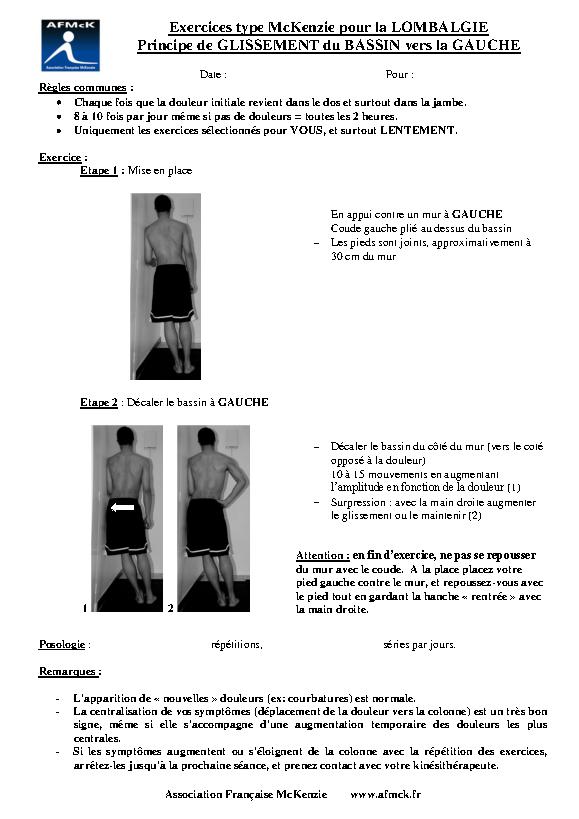 AFMcK
Association Française McKenzie
Exercices type McKenzie pour la LOMBALGIE
Principe de GLISSEMENT du BASSIN vers la GAUCHE
Date : Pour :
Règles communes :
• Chaque fois que la douleur initiale revient dans le dos et surtout dans la jambe.
• 8 à 10 fois par jour même si pas de douleurs = toutes les 2 heures.
• Uniquement les exercices sélectionnés pour VOUS, et surtout LENTEMENT.
Exercice :
Etape 1 : Mise en place
En appui contre un mur à GAUCHE
Coude gauche plié au dessus du bassin
– Les pieds sont joints, approximativement à
30 cm du mur
Etape 2 : Décaler le bassin à GAUCHE
– Décaler le bassin du côté du mur (vers le coté
opposé à la douleur)
10 à 15 mouvements en augmentant
l'amplitude en fonction de la douleur (1)
– Surpression : avec la main droite augmenter
le glissement ou le maintenir (2)
Attention : en fin d'exercice, ne pas se repousser
du mur avec le coude. A la place placez votre
pied gauche contre le mur, et repoussez-vous avec
le pied tout en gardant la hanche « rentrée » avec
la main droite.
1 2
Posologie : répétitions, séries par jours.
Remarques :
- L'apparition de « nouvelles » douleurs (ex: courbatures) est normale.
- La centralisation de vos symptômes (déplacement de la douleur vers la colonne) est un très bon
signe, même si elle s'accompagne d'une augmentation temporaire des douleurs les plus
centrales.
- Si les symptômes augmentent ou s'éloignent de la colonne avec la répétition des exercices,
arrêtez-les jusqu'à la prochaine séance, et prenez contact avec votre kinésithérapeute.
Association Française McKenzie www.afmck.fr